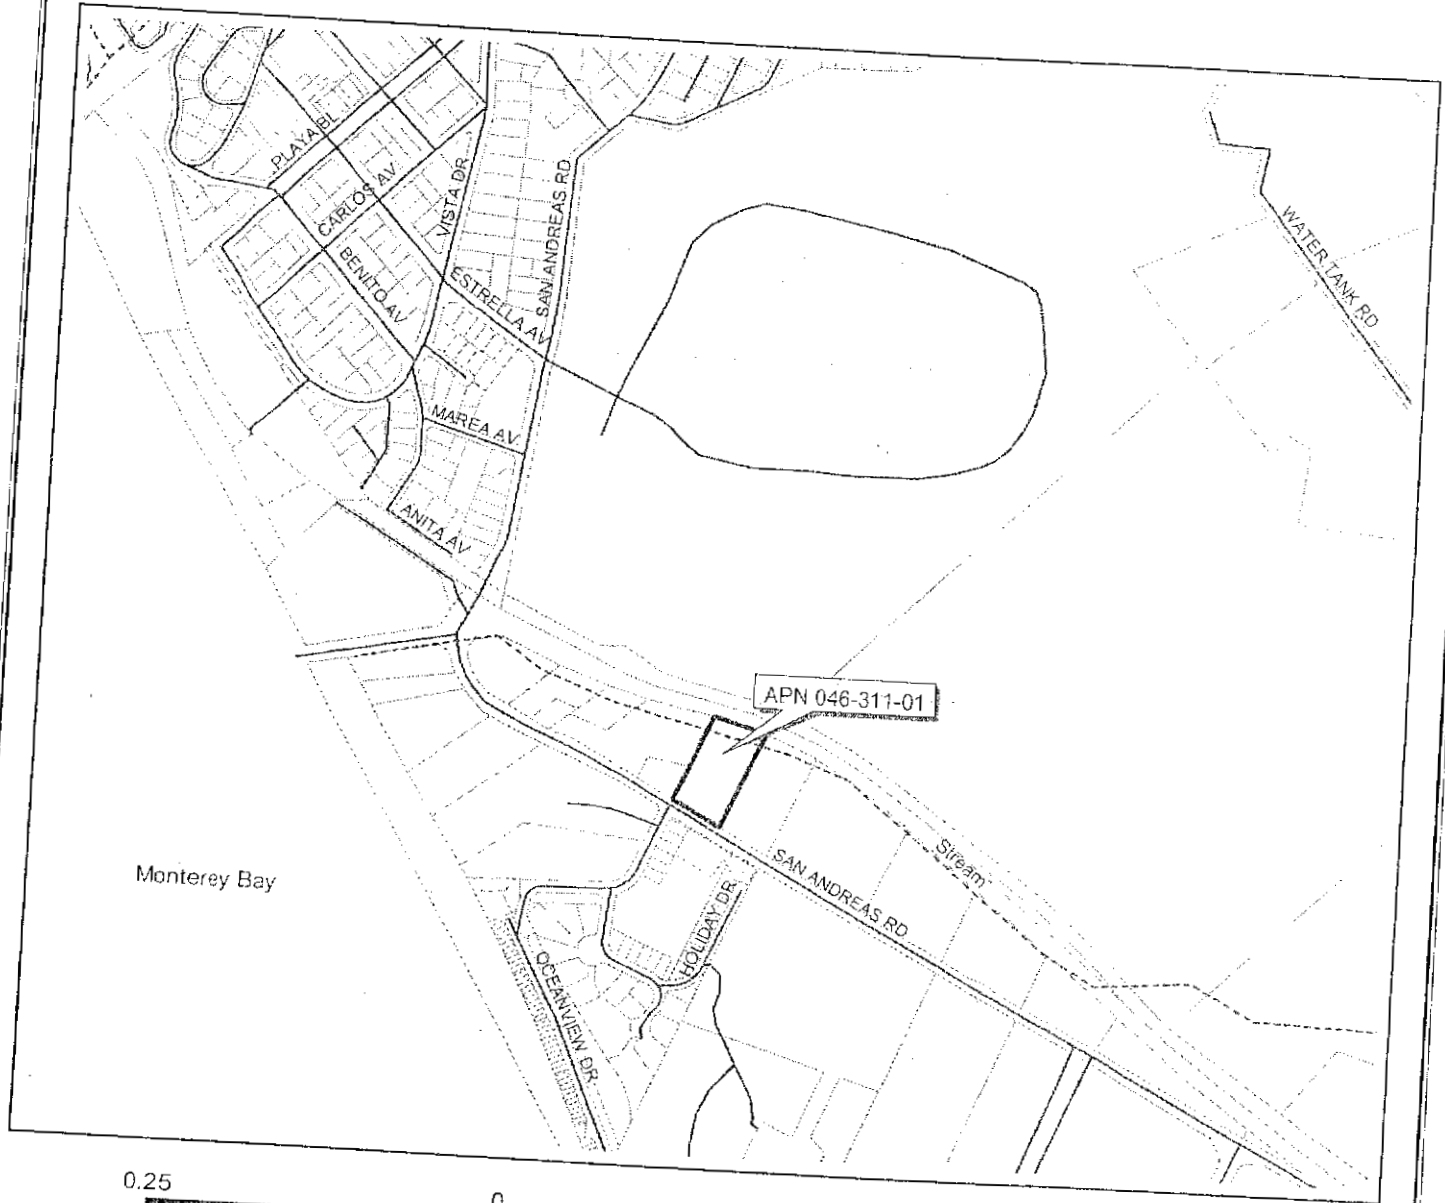 PLAYA BL
CARLOS AV
VISTA DR
SAN ANDREAS RD
BENITO AV
ESTRELLA AV
WATER TANK RD
MAREA AV
ANITA AV
APN 046-311-01
Stream
SAN ANDREAS RD
Monterey Bay
HOLIDAY DR
OCEANVIEW DR
0.25
0